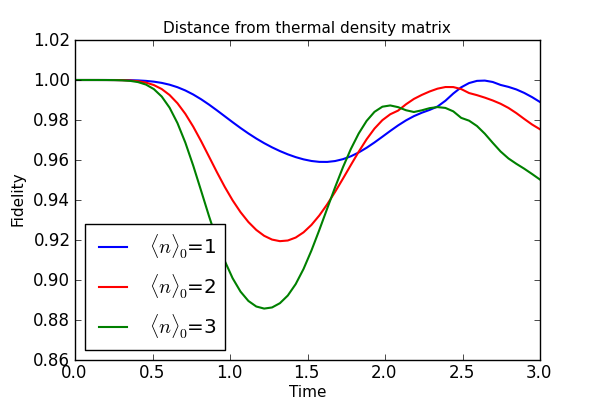 Distance from thermal density matrix
1.02
1.00
0.98
0.96
0.94
0.92
0.90
0.88
0.86
Fidelity
⟨n⟩₀=1
⟨n⟩₀=2
⟨n⟩₀=3
0.0 0.5 1.0 1.5 2.0 2.5 3.0
Time